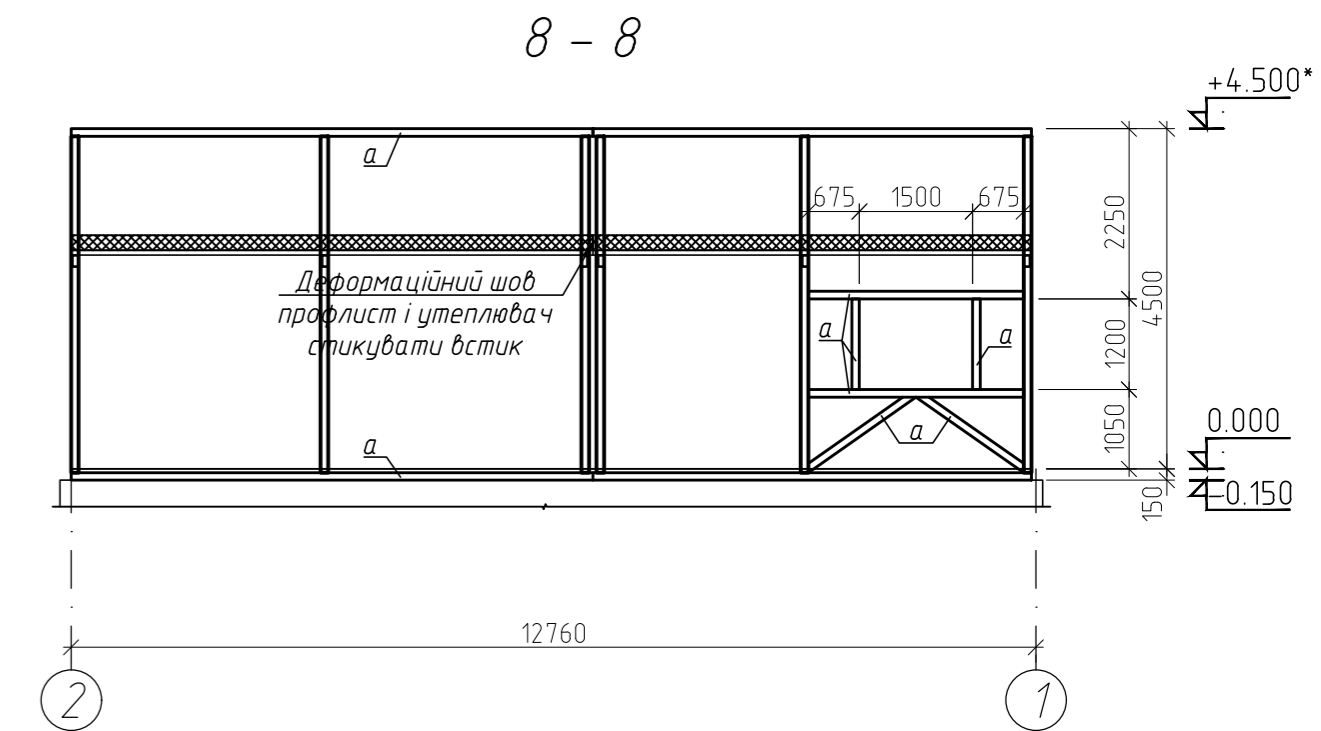 8 - 8
+4.500*
a
675 1500 675
2250
Деформаційний шов
профлист і утеплювач
стикувати встик
4500
a
a
1200
a
a
1050
0.000
150
-0.150
12760
2
1